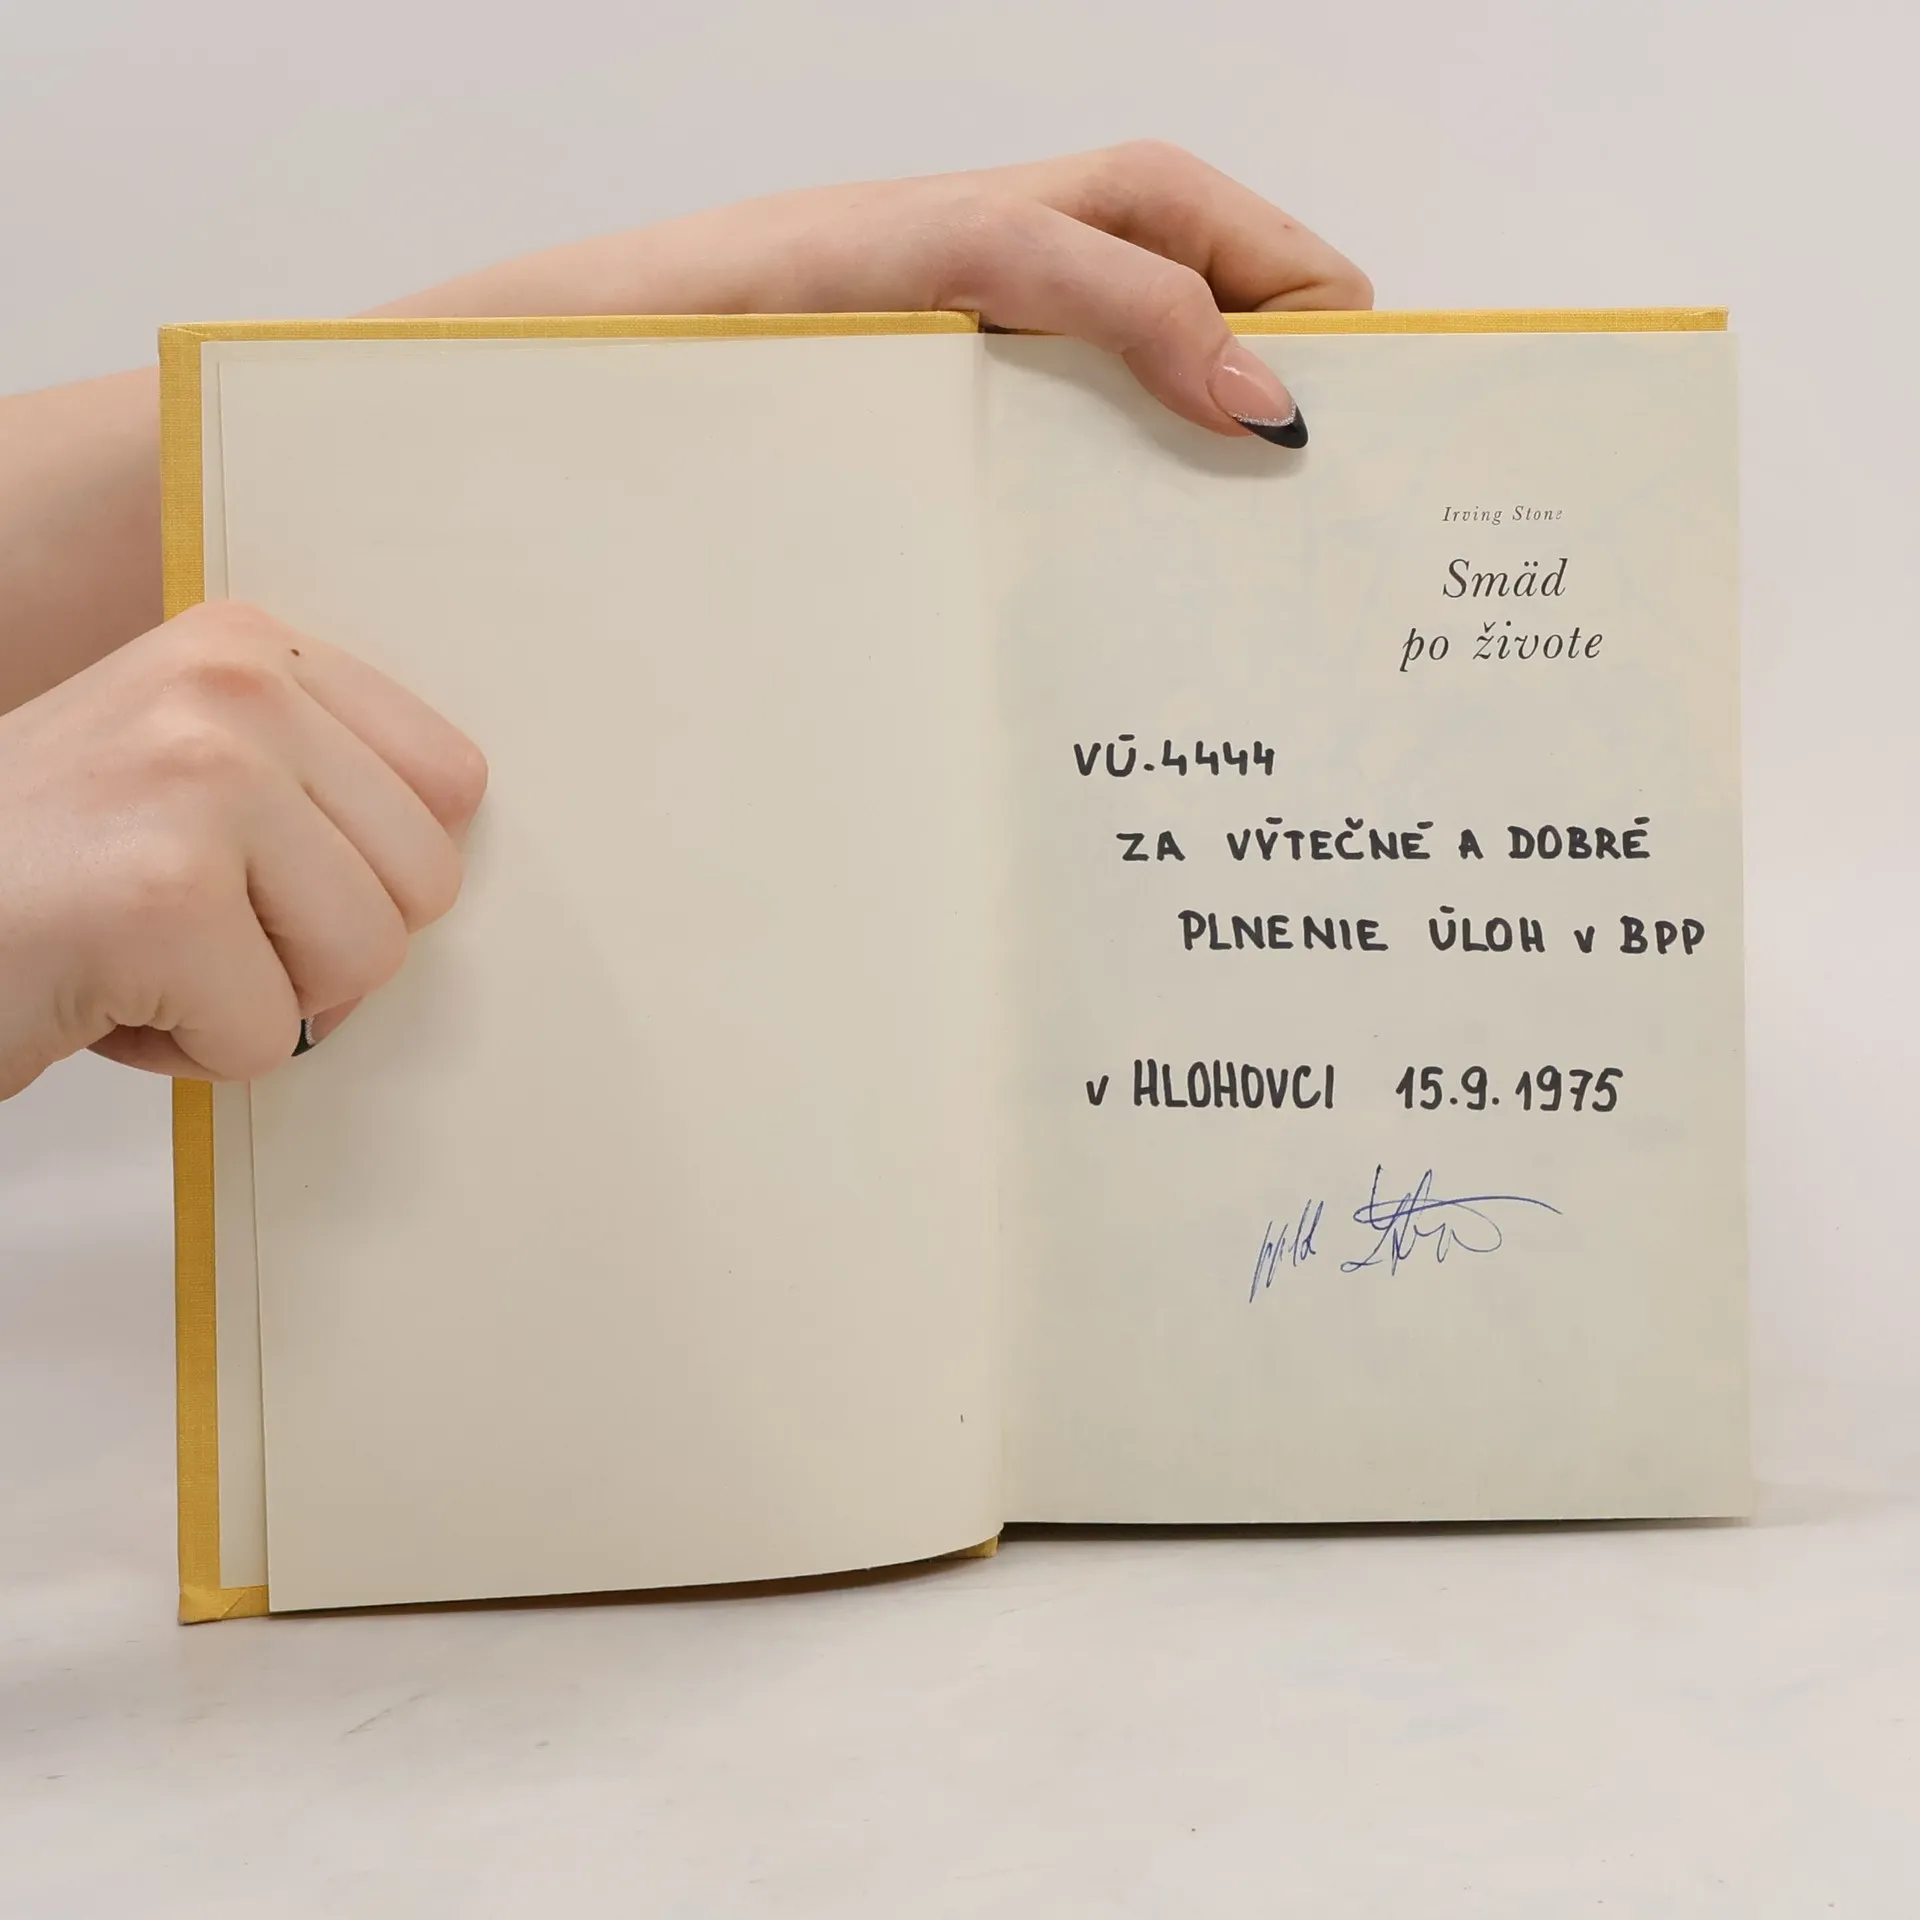 Irving Stone
Smäd
po živote
VÚ.4444
ZA VÝTEČNÉ A DOBRÉ
PLNENIE ÚLOH v BPP
v HLOHOVCI 15.9.1975